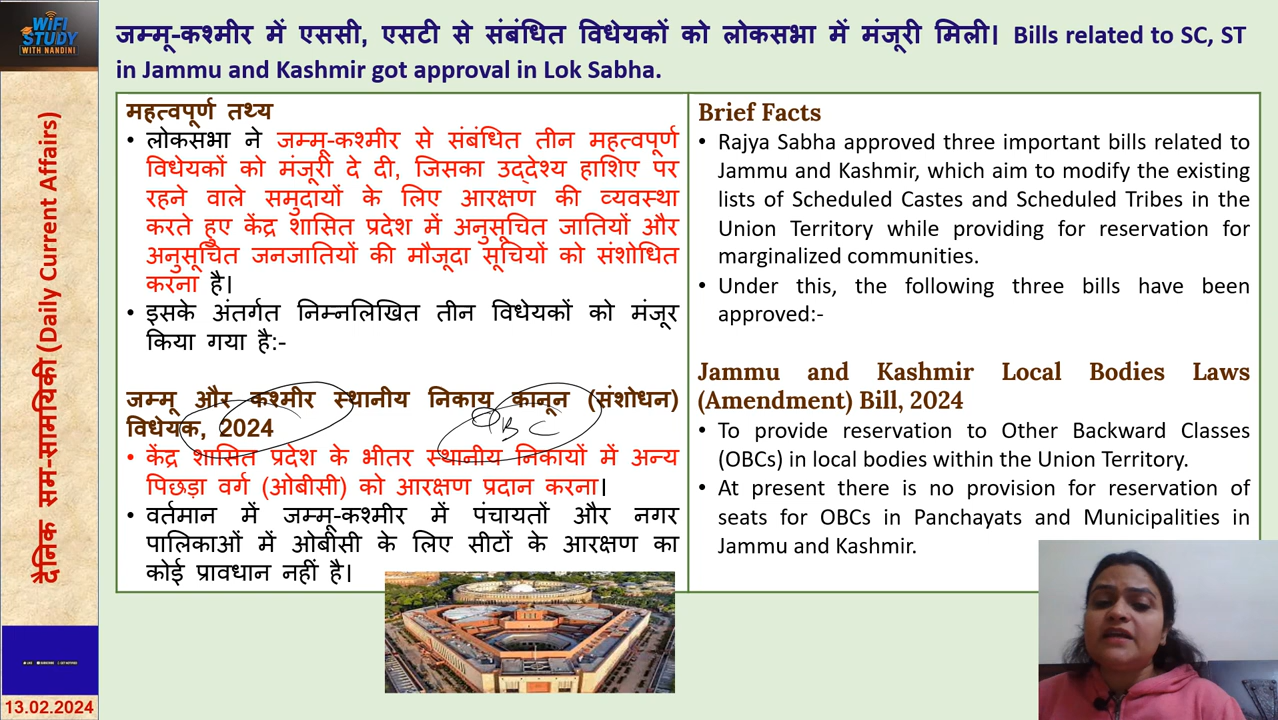 WiFi
STUDY
WITH NANDINI
जम्मू-कश्मीर में एससी, एसटी से संबंधित विधेयकों को लोकसभा में मंजूरी मिली| Bills related to SC, ST
in Jammu and Kashmir got approval in Lok Sabha.
दैनिक सम-सामयिकी (Daily Current Affairs)
महत्वपूर्ण तथ्य
• लोकसभा ने जम्मू-कश्मीर से संबंधित तीन महत्वपूर्ण
विधेयकों को मंजूरी दे दी, जिसका उद्देश्य हाशिए पर
रहने वाले समुदायों के लिए आरक्षण की व्यवस्था
करते हुए केंद्र शासित प्रदेश में अनुसूचित जातियों और
अनुसूचित जनजातियों की मौजूदा सूचियों को संशोधित
करना है|
• इसके अंतर्गत निम्नलिखित तीन विधेयकों को मंजूर
किया गया है:-
जम्मू और कश्मीर स्थानीय निकाय कानून (संशोधन)
विधेयक, 2024
OBC
• केंद्र शासित प्रदेश के भीतर स्थानीय निकायों में अन्य
पिछड़ा वर्ग (ओबीसी) को आरक्षण प्रदान करना|
• वर्तमान में जम्मू-कश्मीर में पंचायतों और नगर
पालिकाओं में ओबीसी के लिए सीटों के आरक्षण का
कोई प्रावधान नहीं है|
Brief Facts
• Rajya Sabha approved three important bills related to
Jammu and Kashmir, which aim to modify the existing
lists of Scheduled Castes and Scheduled Tribes in the
Union Territory while providing for reservation for
marginalized communities.
• Under this, the following three bills have been
approved:-
Jammu and Kashmir Local Bodies Laws
(Amendment) Bill, 2024
• To provide reservation to Other Backward Classes
(OBCs) in local bodies within the Union Territory.
• At present there is no provision for reservation of
seats for OBCs in Panchayats and Municipalities in
Jammu and Kashmir.
13.02.2024